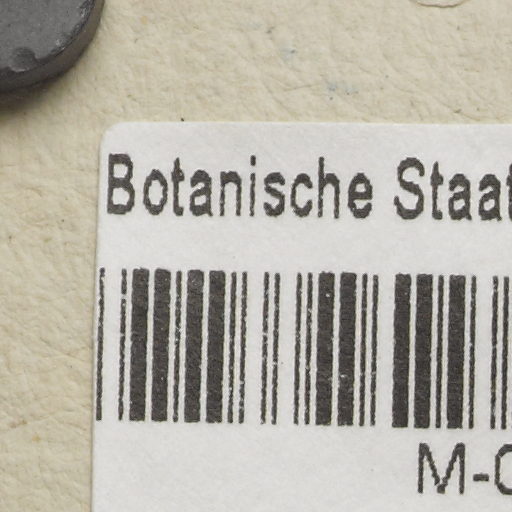 Botanische Staat
M-